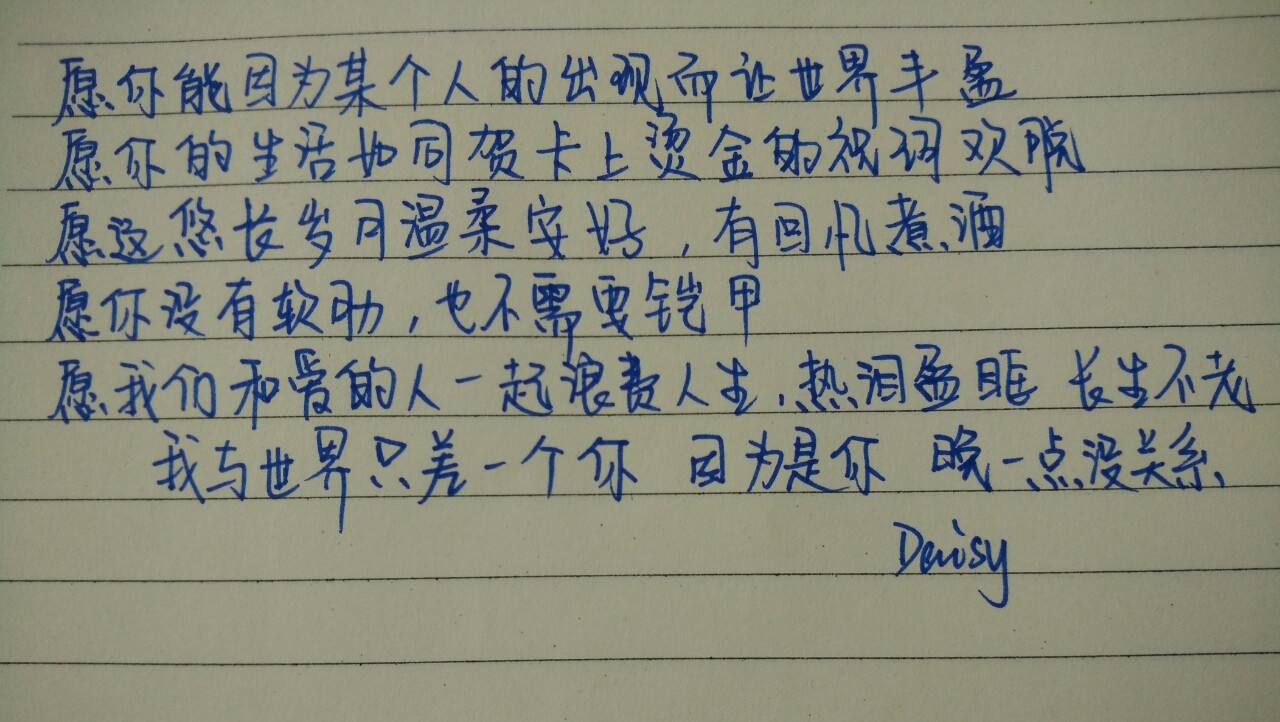 愿你能因为某个人的出现而让世界丰盈
愿你的生活如同贺卡上烫金的祝词欢脱
愿这悠长岁月温柔安好,有回忆煮酒
愿你没有软肋,也不需要铠甲
愿我们和爱的人一起浪费人生,热泪盈眶 长生不老
我与世界只差一个你 因为是你 晚一点没关系、
Daisy